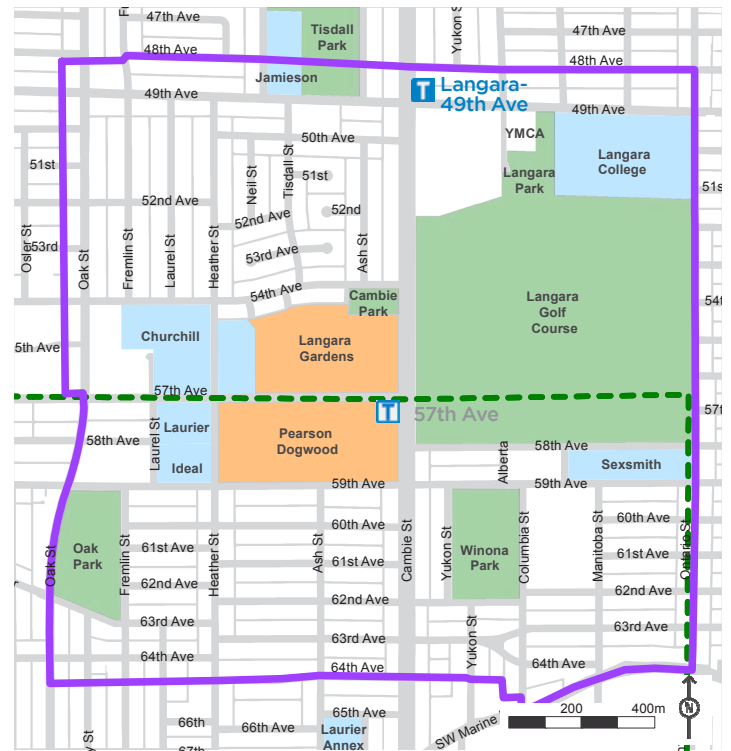 47th Ave
48th Ave
Tisdall
Park
Yukon St
47th Ave
48th Ave
Jamieson
49th Ave
T Langara-
49th Ave
49th Ave
50th Ave
YMCA
Langara
College
51st
Neil St
Tisdall St
51st
Langara
Park
51s
52nd Ave
52nd Ave
52nd
Osler St
53rd
Oak St
Fremlin St
Laurel St
Heather St
53rd Ave
Ash St
54th Ave
Cambie
Park
Langara
Golf
Course
54t
5th Ave
Churchill
Langara
Gardens
57th Ave
T 57th Ave
57t
58th Ave
Laurel St
Laurier
Ideal
Pearson
Dogwood
Alberta
58th Ave
Sexsmith
59th Ave
59th Ave
Oak St
Oak
Park
Fremlin St
61st Ave
62nd Ave
63rd Ave
64th Ave
Heather St
Ash St
60th Ave
61st Ave
62nd Ave
63rd Ave
64th Ave
Cambie St
Yukon St
Winona
Park
Columbia St
Manitoba St
60th Ave
61st Ave
62nd Ave
63rd Ave
64th Ave
Ontario St
Yukon St
65th Ave
66th
66th Ave
Laurier
Annex
y St
67th
SW Marine
200 400m
N